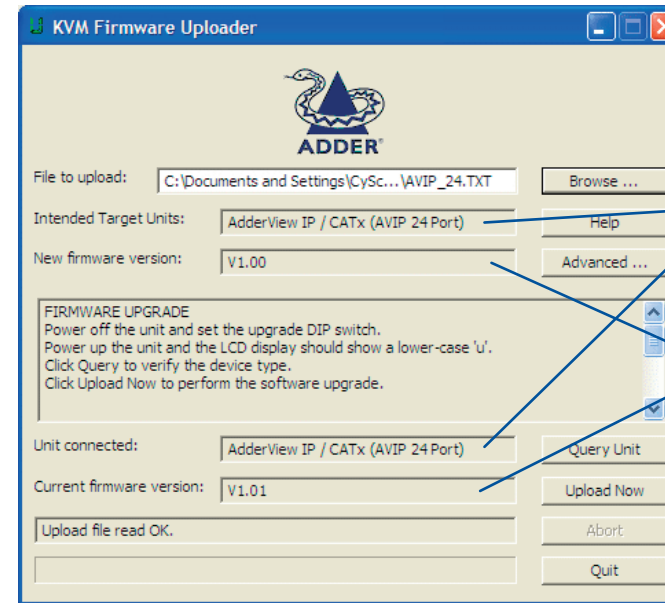 KVM Firmware Uploader
ADDER®
File to upload: C:\Documents and Settings\CySc...\AVIP_24.TXT Browse ...
Intended Target Units: AdderView IP / CATx (AVIP 24 Port) Help
New firmware version: V1.00 Advanced ...
FIRMWARE UPGRADE
Power off the unit and set the upgrade DIP switch.
Power up the unit and the LCD display should show a lower-case 'u'.
Click Query to verify the device type.
Click Upload Now to perform the software upgrade.
Unit connected: AdderView IP / CATx (AVIP 24 Port) Query Unit
Current firmware version: V1.01 Upload Now
Upload file read OK. Abort
Quit